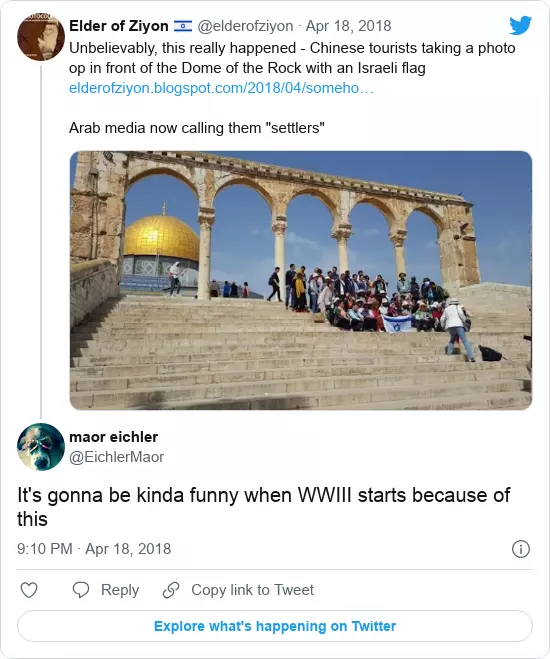 Elder of Ziyon 🇮🇱 @elderofziyon · Apr 18, 2018
Unbelievably, this really happened - Chinese tourists taking a photo
op in front of the Dome of the Rock with an Israeli flag
elderofziyon.blogspot.com/2018/04/someho…
Arab media now calling them "settlers"
maor eichler
@EichlerMaor
It's gonna be kinda funny when WWIII starts because of
this
9:10 PM · Apr 18, 2018
Reply
Copy link to Tweet
Explore what's happening on Twitter